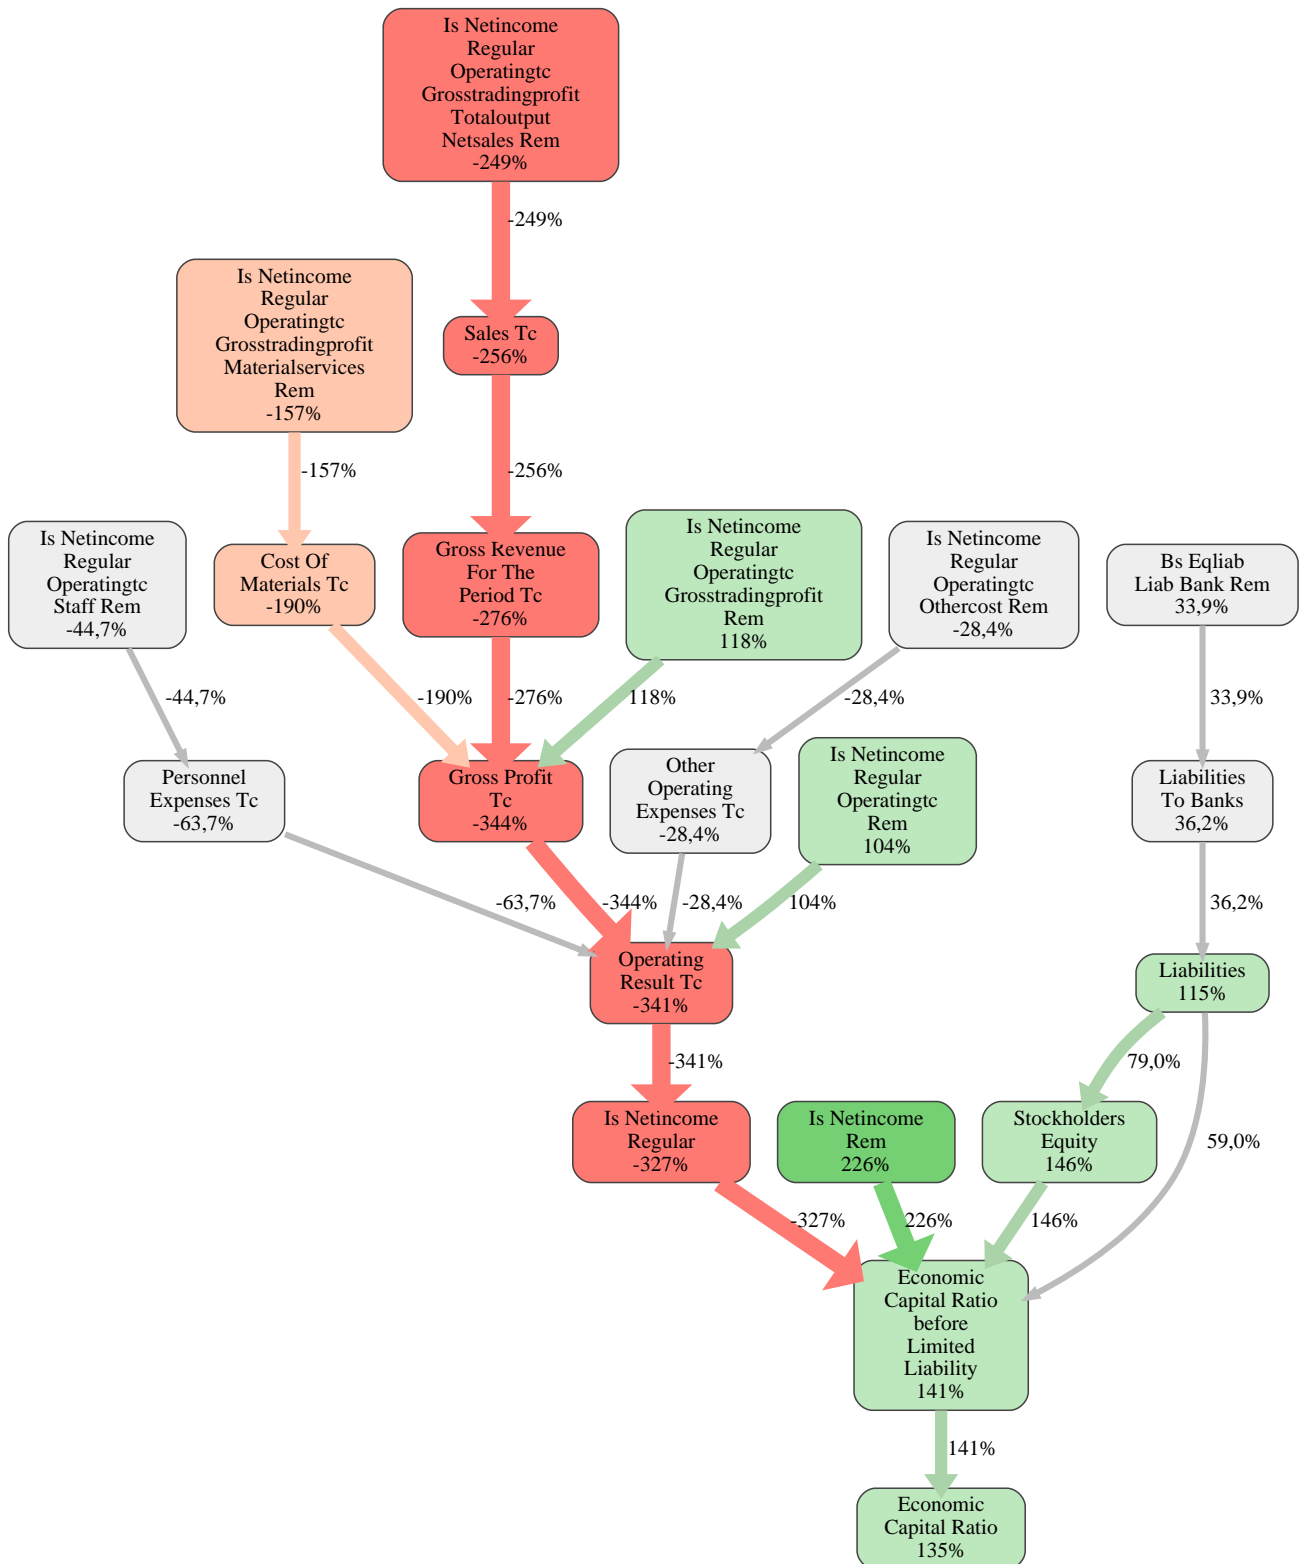 Is Netincome
Regular
Operatingtc
Grosstradingprofit
Totaloutput
Netsales Rem
-249%
-249%
Is Netincome
Regular
Operatingtc
Grosstradingprofit
Materialservices
Rem
-157%
Sales Tc
-256%
-157%
-256%
Is Netincome
Regular
Operatingtc
Staff Rem
-44,7%
Cost Of
Materials Tc
-190%
Gross Revenue
For The
Period Tc
-276%
Is Netincome
Regular
Operatingtc
Grosstradingprofit
Rem
118%
Is Netincome
Regular
Operatingtc
Othercost Rem
-28,4%
Bs Eqliab
Liab Bank Rem
33,9%
-44,7%
-190%
-276%
118%
-28,4%
33,9%
Personnel
Expenses Tc
-63,7%
Gross Profit
Tc
-344%
Other
Operating
Expenses Tc
-28,4%
Is Netincome
Regular
Operatingtc
Rem
104%
Liabilities
To Banks
36,2%
-63,7%
-344%
-28,4%
104%
36,2%
Operating
Result Tc
-341%
Liabilities
115%
-341%
79,0%
59,0%
Is Netincome
Regular
-327%
Is Netincome
Rem
226%
Stockholders
Equity
146%
-327%
226%
146%
Economic
Capital Ratio
before
Limited
Liability
141%
141%
Economic
Capital Ratio
135%